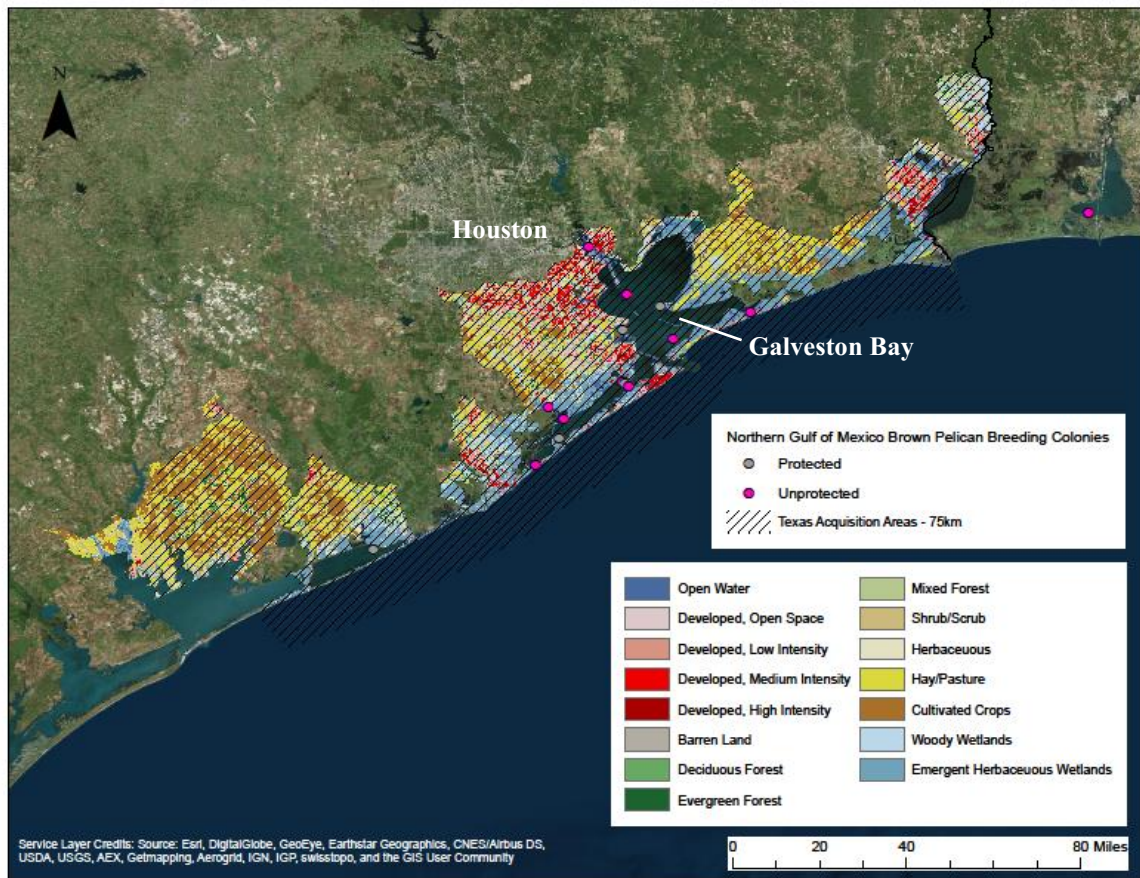 N
Houston
Galveston Bay
Northern Gulf of Mexico Brown Pelican Breeding Colonies
Protected
Unprotected
Texas Acquisition Areas - 75km
Open Water
Developed, Open Space
Developed, Low Intensity
Developed, Medium Intensity
Developed, High Intensity
Barren Land
Deciduous Forest
Evergreen Forest
Mixed Forest
Shrub/Scrub
Herbaceuous
Hay/Pasture
Cultivated Crops
Woody Wetlands
Emergent Herbaceuous Wetlands
Service Layer Credits: Source: Esri, DigitalGlobe, GeoEye, Earthstar Geographics, CNES/Airbus DS,
USDA, USGS, AEX, Getmapping, Aerogrid, IGN, IGP, swisstopo, and the GIS User Community
0 20 40 80 Miles